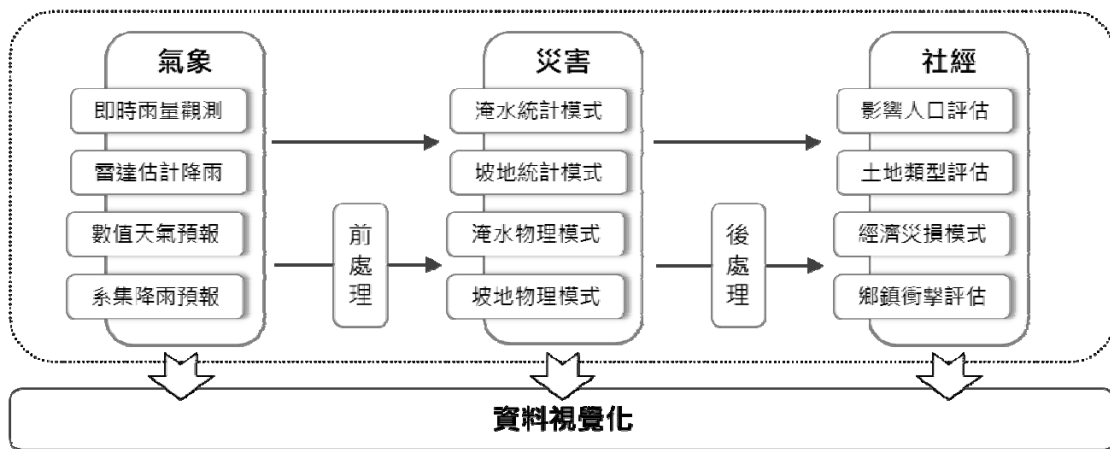 氣象
即時雨量觀測
雷達估計降雨
數值天氣預報
系集降雨預報
前處理
災害
淹水統計模式
坡地統計模式
淹水物理模式
坡地物理模式
後處理
社經
影響人口評估
土地類型評估
經濟災損模式
鄉鎮衝擊評估
資料視覺化